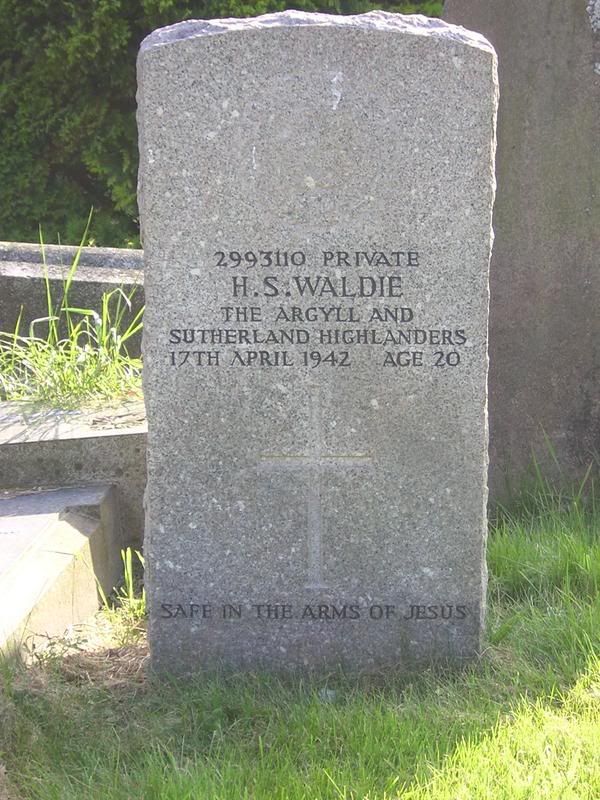 2993110 PRIVATE
H.S. WALDIE
THE ARGYLL AND
SUTHERLAND HIGHLANDERS
17TH APRIL 1942 AGE 20
SAFE IN THE ARMS OF JESUS